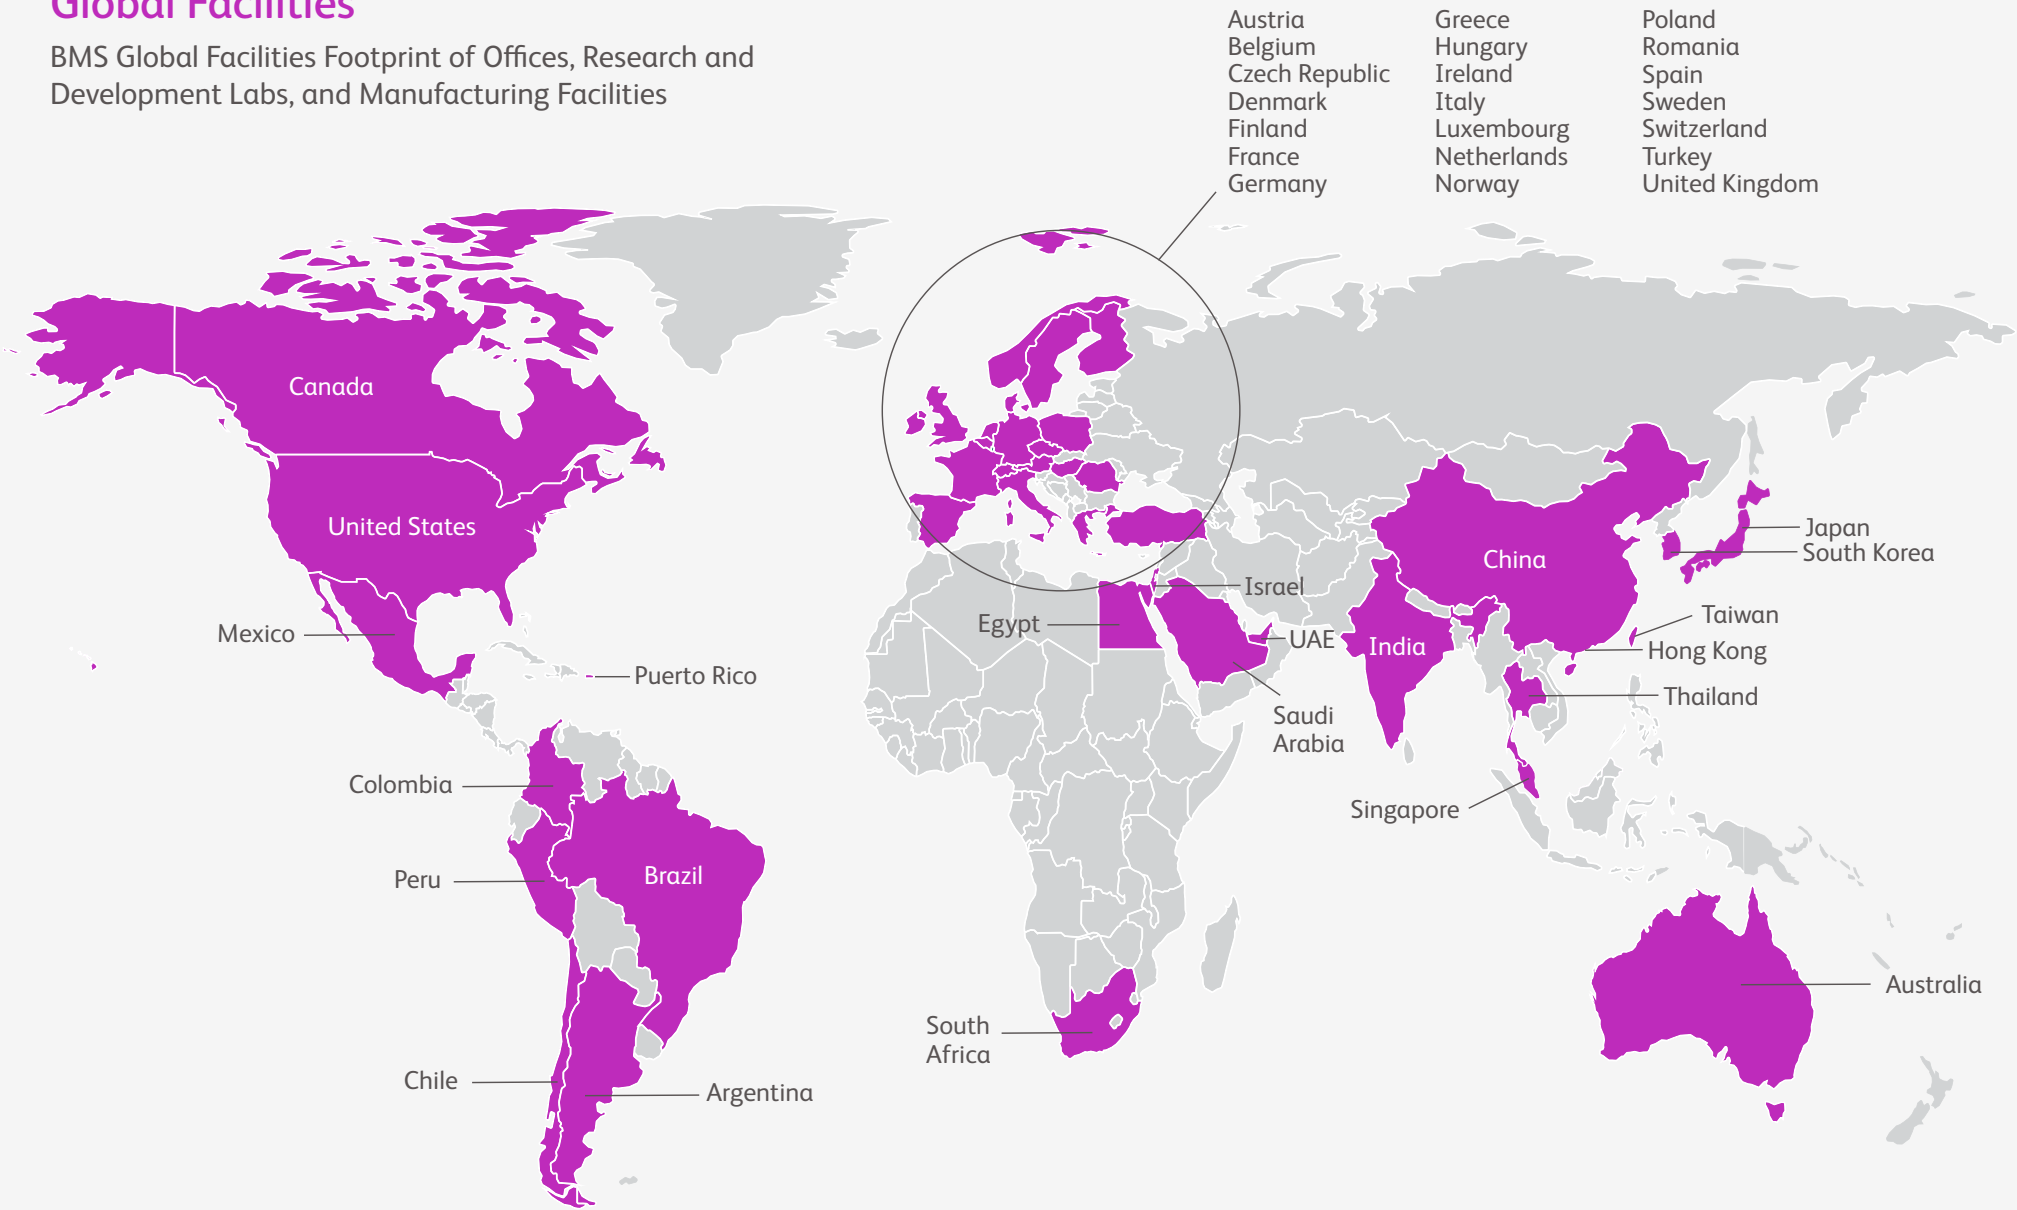 Global Facilities
BMS Global Facilities Footprint of Offices, Research and
Development Labs, and Manufacturing Facilities
Austria
Belgium
Czech Republic
Denmark
Finland
France
Germany
Greece
Hungary
Ireland
Italy
Luxembourg
Netherlands
Norway
Poland
Romania
Spain
Sweden
Switzerland
Turkey
United Kingdom
Canada
United States
Mexico
Puerto Rico
Colombia
Peru
Brazil
Chile
Argentina
Israel
Egypt
UAE
Saudi
Arabia
South
Africa
China
India
Japan
South Korea
Taiwan
Hong Kong
Thailand
Singapore
Australia